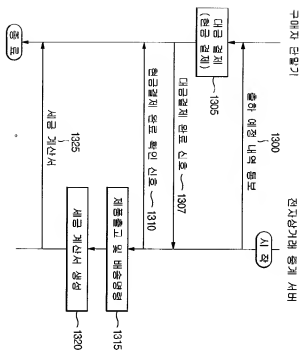 구매자 단말기
전자상거래 중계 서버
시 작
출하 예정 내역 통보
1300
대금 결제
(현금 결제)
1305
대금결제 완료 신호
1307
현금결제 완료 확인 신호
1310
제품출고 및 배송명령
1315
세금 계산서 생성
1320
세금 계산서
1325
종 료